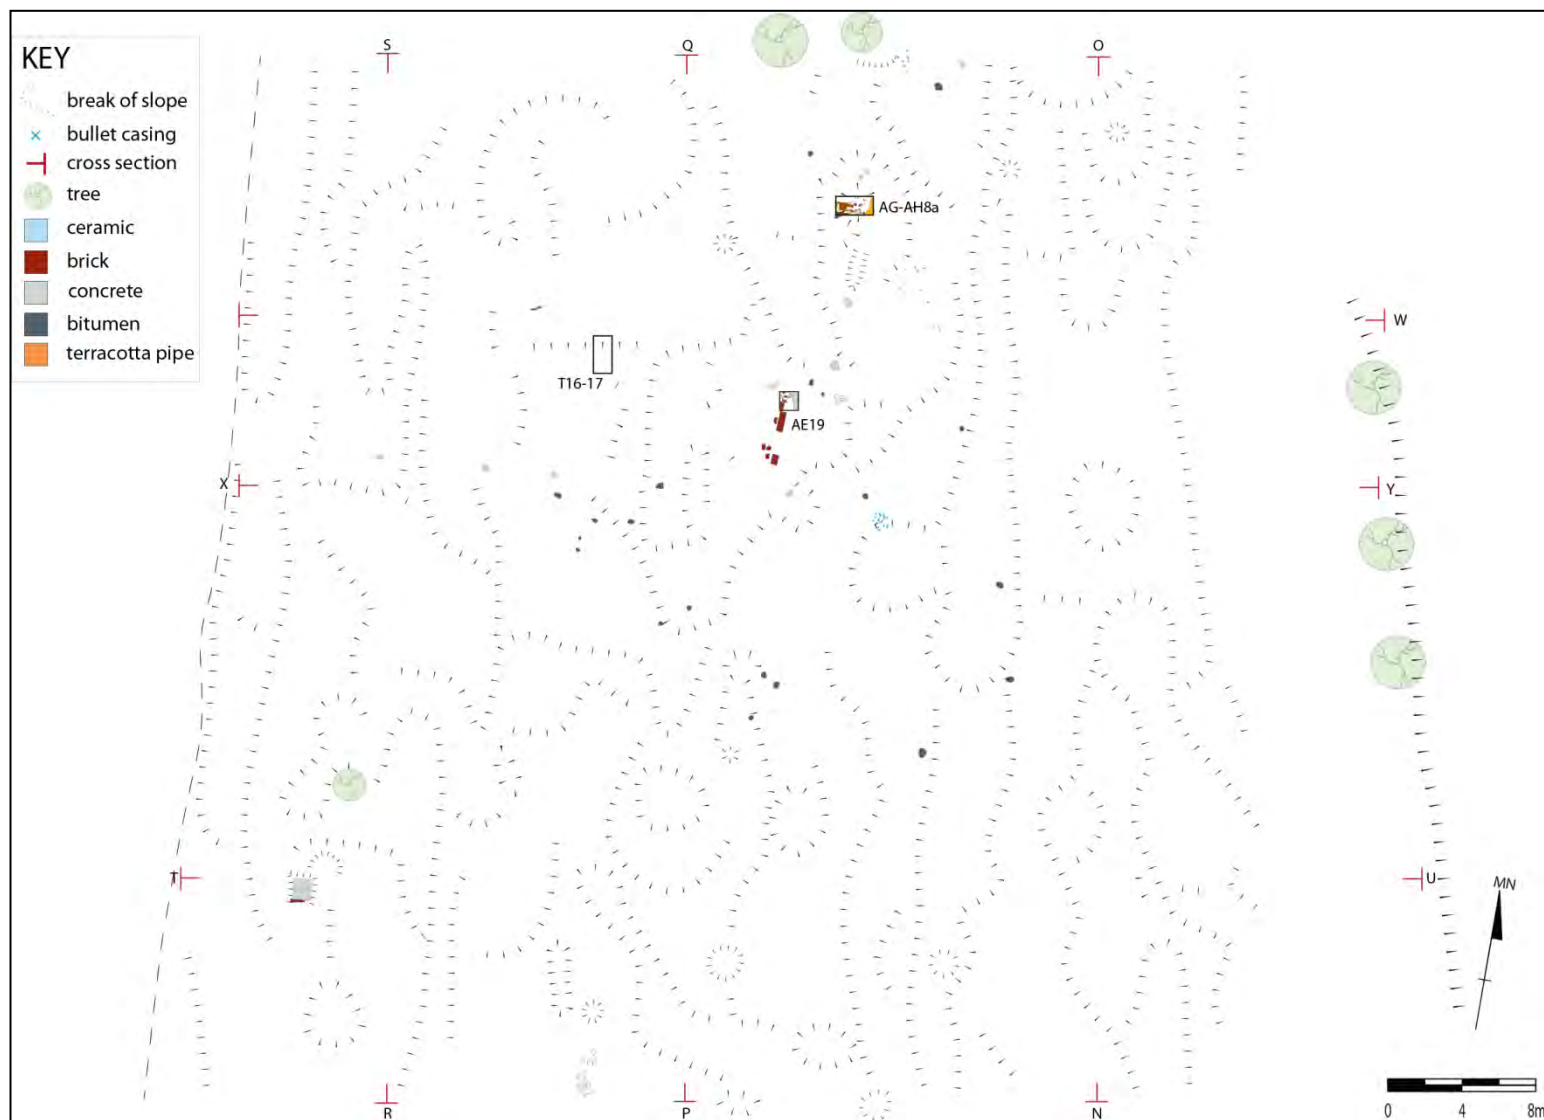 S
Q
O
KEY
break of slope
bullet casing
cross section
tree
ceramic
brick
concrete
bitumen
terracotta pipe
AG-AH8a
W
T16-17
AE19
X
Y
T
U
MN
R
P
N
0 4 8m